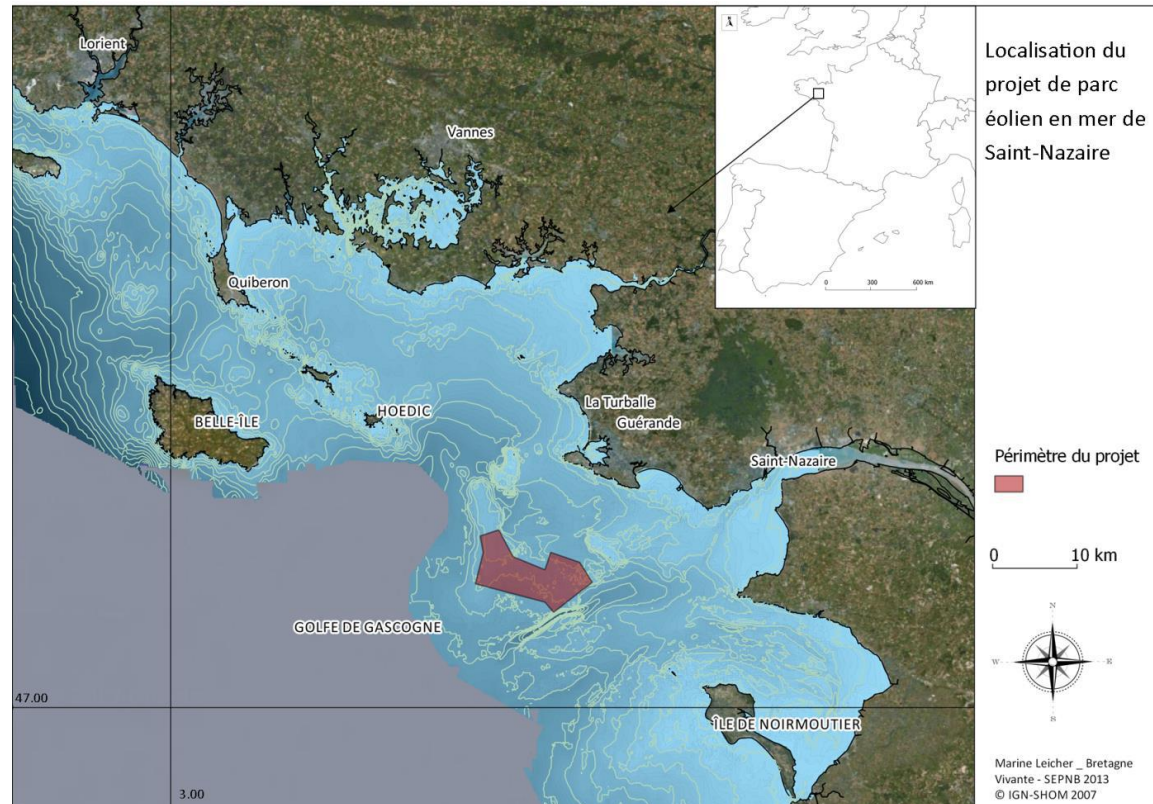 Lorient
Vannes
Quiberon
BELLE-ÎLE
HOEDIC
La Turballe
Guérande
Saint-Nazaire
GOLFE DE GASCOGNE
ÎLE DE NOIRMOUTIER
47.00
3.00
0 300 600 km
Localisation du
projet de parc
éolien en mer de
Saint-Nazaire
Périmètre du projet
0 10 km
N
W E
S
Marine Leicher _ Bretagne
Vivante - SEPNB 2013
© IGN-SHOM 2007